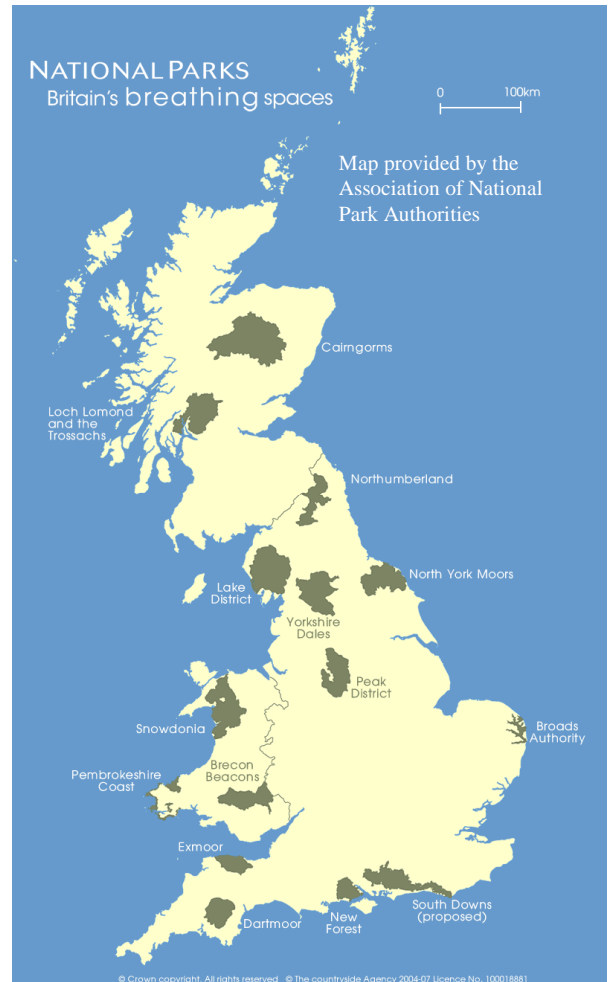 NATIONAL PARKS
Britain's breathing spaces
0 100km
Map provided by the
Association of National
Park Authorities
Cairngorms
Loch Lomond
and the
Trossachs
Northumberland
North York Moors
Lake
District
Yorkshire
Dales
Peak
District
Snowdonia
Broads
Authority
Brecon
Beacons
Pembrokeshire
Coast
Exmoor
Dartmoor
New
Forest
South Downs
(proposed)
© Crown copyright. All rights reserved © The countryside Agency 2004-07 Licence No. 100018881